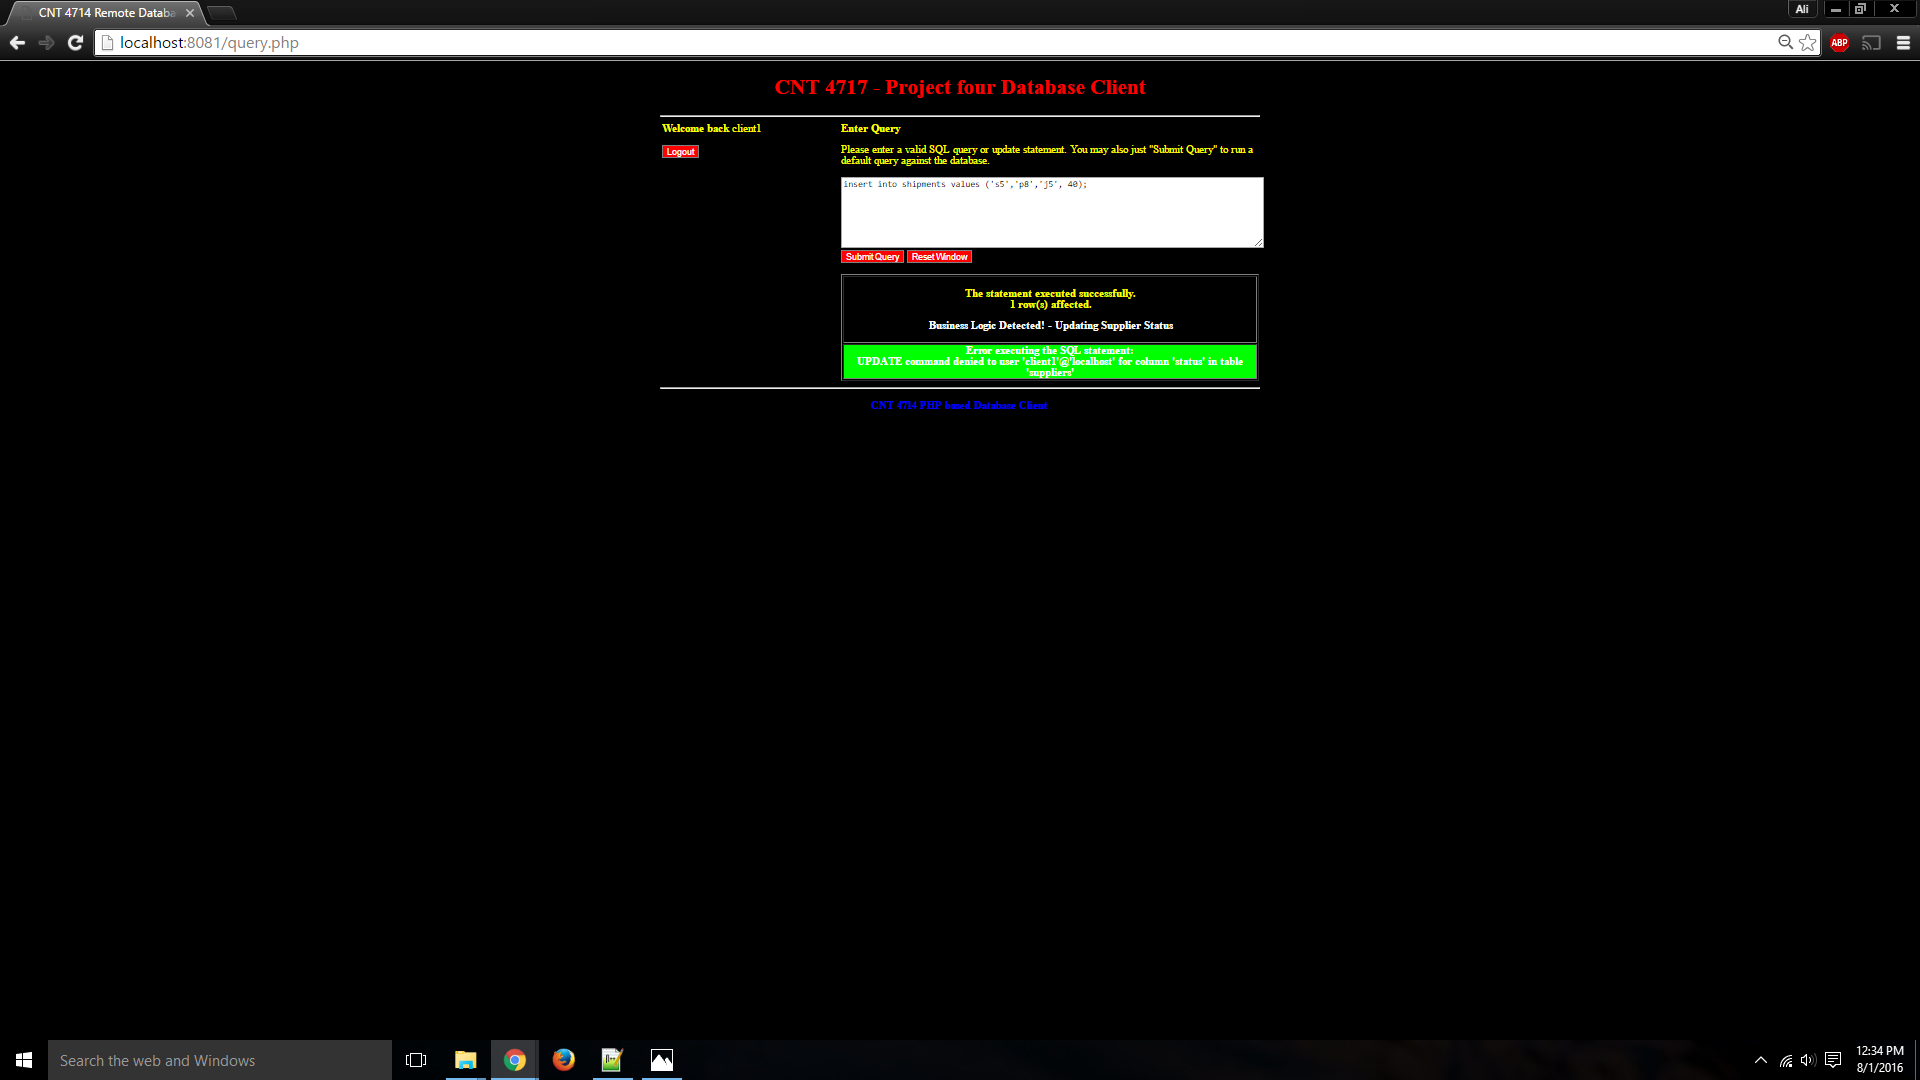 CNT 4714 Remote Databa
Ali
localhost:8081/query.php
ABP
CNT 4717 - Project four Database Client
Welcome back client1
Logout
Enter Query
Please enter a valid SQL query or update statement. You may also just "Submit Query" to run a
default query against the database.
insert into shipments values ('s5','p8','j5', 40);
Submit Query
Reset Window
The statement executed successfully.
1 row(s) affected.
Business Logic Detected! - Updating Supplier Status
Error executing the SQL statement:
UPDATE command denied to user 'client1'@'localhost' for column 'status' in table
'suppliers'
CNT 4714 PHP based Database Client
Search the web and Windows
12:34 PM
8/1/2016